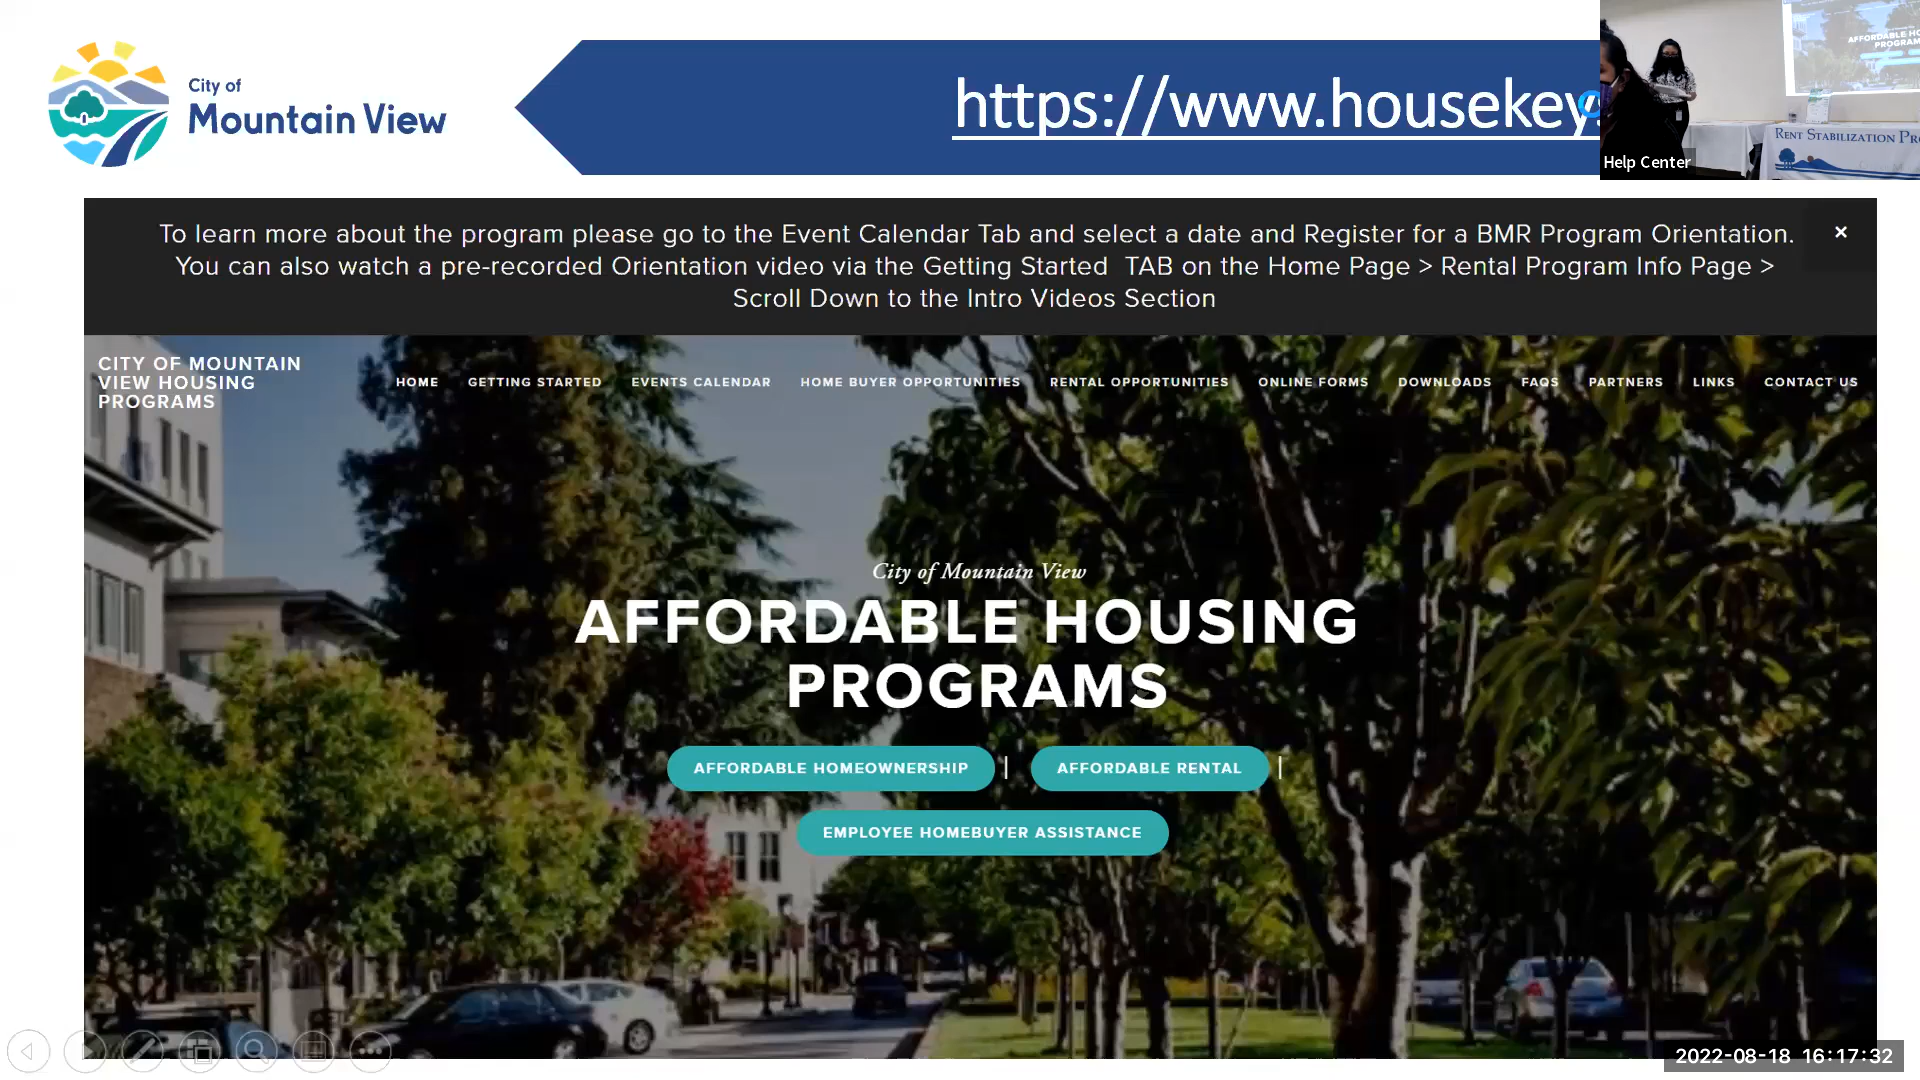 City of
Mountain View
https://www.housekey
Help Center
AFFORDABLE
PROGRAM
RENT STABILIZATION PR
To learn more about the program please go to the Event Calendar Tab and select a date and Register for a BMR Program Orientation.
You can also watch a pre-recorded Orientation video via the Getting Started TAB on the Home Page > Rental Program Info Page >
Scroll Down to the Intro Videos Section
×
CITY OF MOUNTAIN
VIEW HOUSING
PROGRAMS
HOME GETTING STARTED EVENTS CALENDAR HOME BUYER OPPORTUNITIES RENTAL OPPORTUNITIES ONLINE FORMS DOWNLOADS FAQS PARTNERS LINKS CONTACT US
City of Mountain View
AFFORDABLE HOUSING
PROGRAMS
AFFORDABLE HOMEOWNERSHIP | AFFORDABLE RENTAL |
EMPLOYEE HOMEBUYER ASSISTANCE
2022-08-18 16:17:32